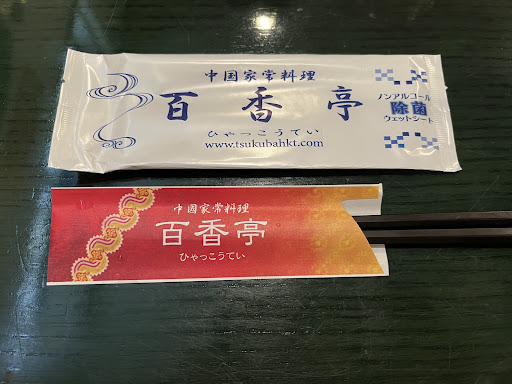 中国家常料理
百香亭
ひゃっこうてい
www.tsukubahkt.com
ノンアルコール
除菌
ウェットシート
中国家常料理
百香亭
ひゃっこうてい